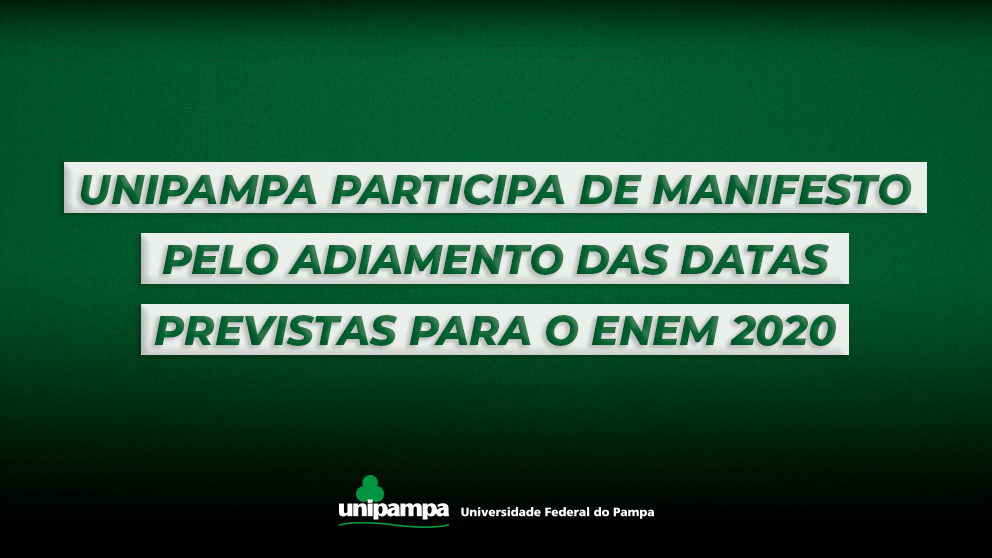 UNIPAMPA PARTICIPA DE MANIFESTO
PELO ADIAMENTO DAS DATAS
PREVISTAS PARA O ENEM 2020
unipampa Universidade Federal do Pampa